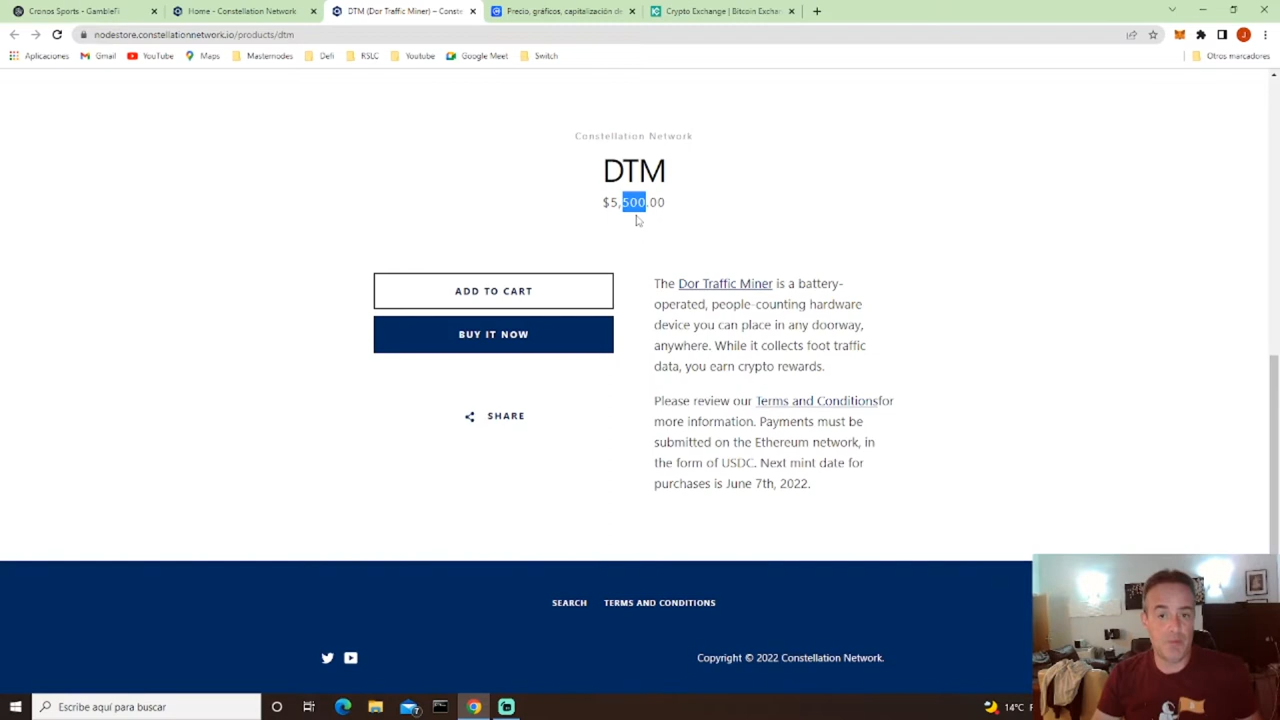 Cronos Sports - GambleFi
Home - Constellation Network
DTM (Dor Traffic Miner) – Const
Precio, gráficos, capitalización de
Crypto Exchange | Bitcoin Exchar
nodestore.constellationnetwork.io/products/dtm
J
Aplicaciones
Gmail
YouTube
Maps
Masternodes
Defi
RSLC
Youtube
Google Meet
Switch
Otros marcadores
Constellation Network
DTM
$5,500.00
ADD TO CART
BUY IT NOW
SHARE
The Dor Traffic Miner is a battery-
operated, people-counting hardware
device you can place in any doorway,
anywhere. While it collects foot traffic
data, you earn crypto rewards.
Please review our Terms and Conditionsfor
more information. Payments must be
submitted on the Ethereum network, in
the form of USDC. Next mint date for
purchases is June 7th, 2022.
SEARCH
TERMS AND CONDITIONS
Copyright © 2022 Constellation Network.
Escribe aquí para buscar
7
14°C